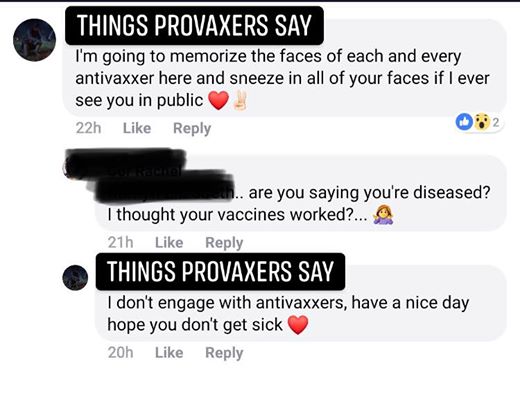 THINGS PROVAXERS SAY
I'm going to memorize the faces of each and every
antivaxxer here and sneeze in all of your faces if I ever
see you in public ❤️✌🏻
22h Like Reply 2
.. are you saying you're diseased?
I thought your vaccines worked?... 🤷‍♀️
21h Like Reply
THINGS PROVAXERS SAY
I don't engage with antivaxxers, have a nice day
hope you don't get sick ❤️
20h Like Reply